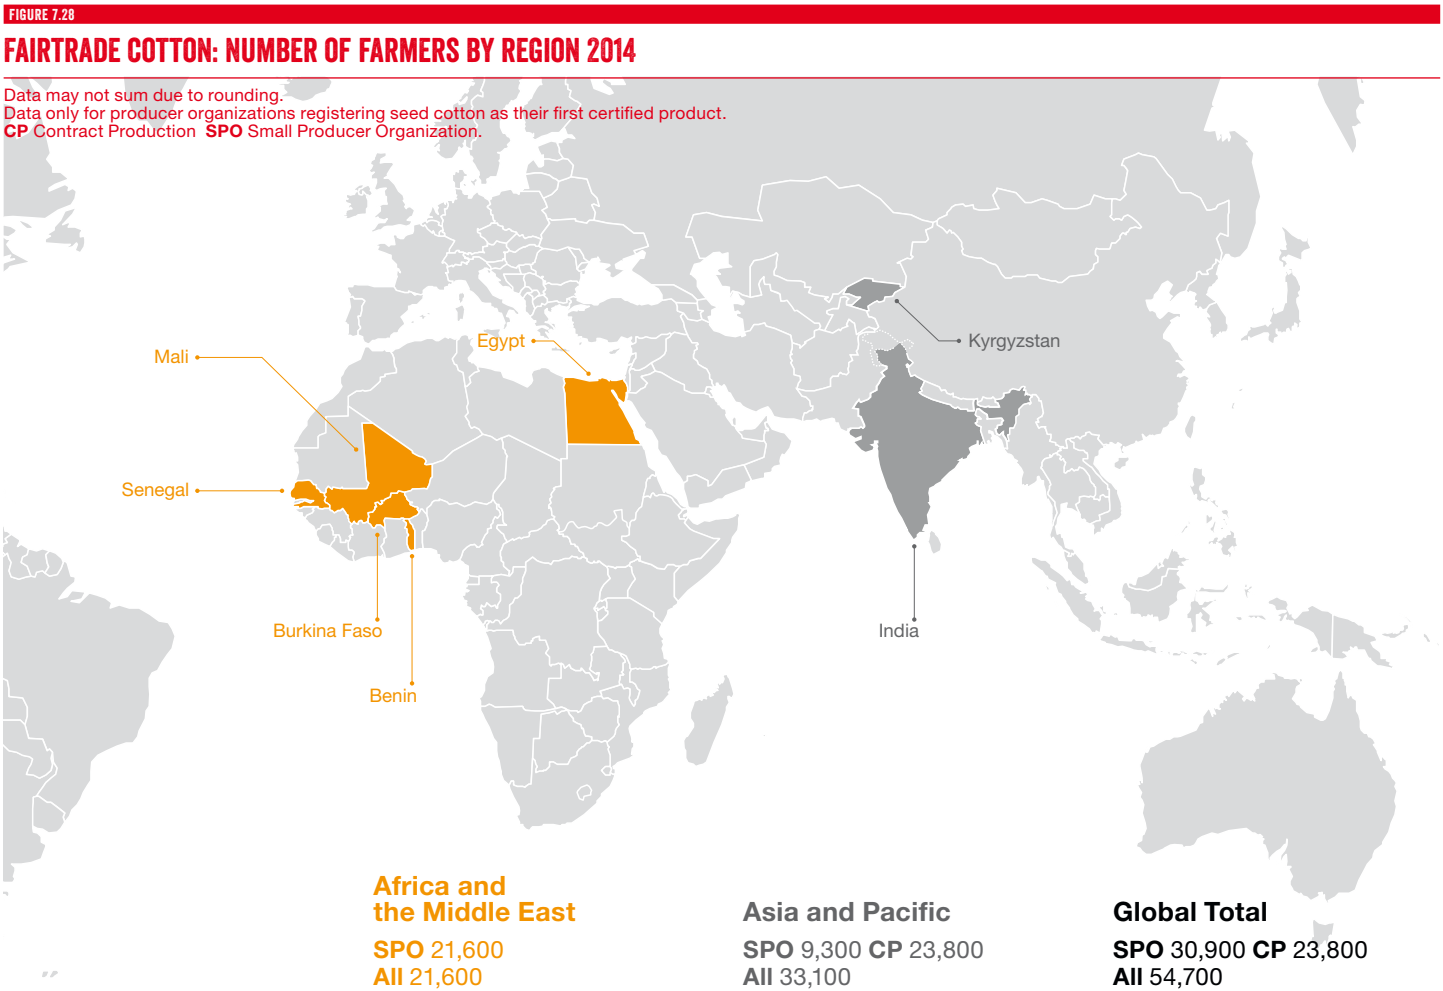 FIGURE 7.28
FAIRTRADE COTTON: NUMBER OF FARMERS BY REGION 2014
Data may not sum due to rounding.
Data only for producer organizations registering seed cotton as their first certified product.
CP Contract Production SPO Small Producer Organization.
Egypt
Kyrgyzstan
Mali
Senegal
Burkina Faso
India
Benin
Africa and
the Middle East
SPO 21,600
All 21,600
Asia and Pacific
SPO 9,300 CP 23,800
All 33,100
Global Total
SPO 30,900 CP 23,800
All 54,700